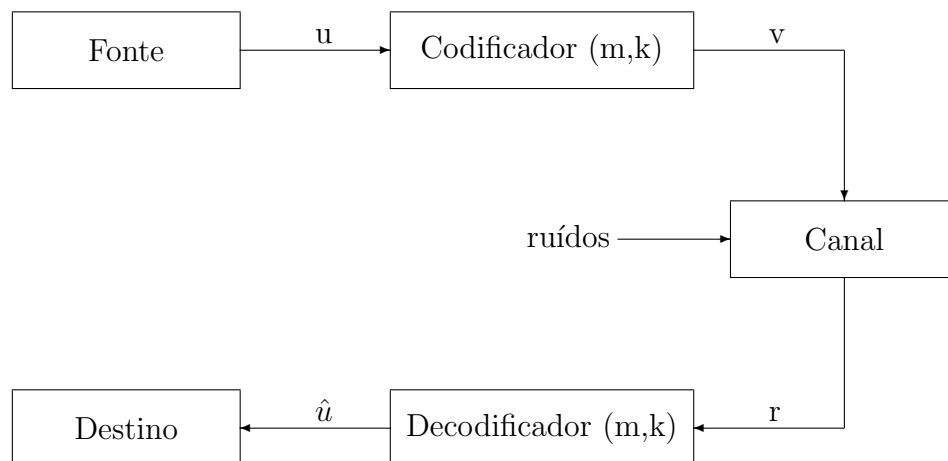 Fonte
u
Codificador (m,k)
v
ruídos
Canal
Destino
û
Decodificador (m,k)
r